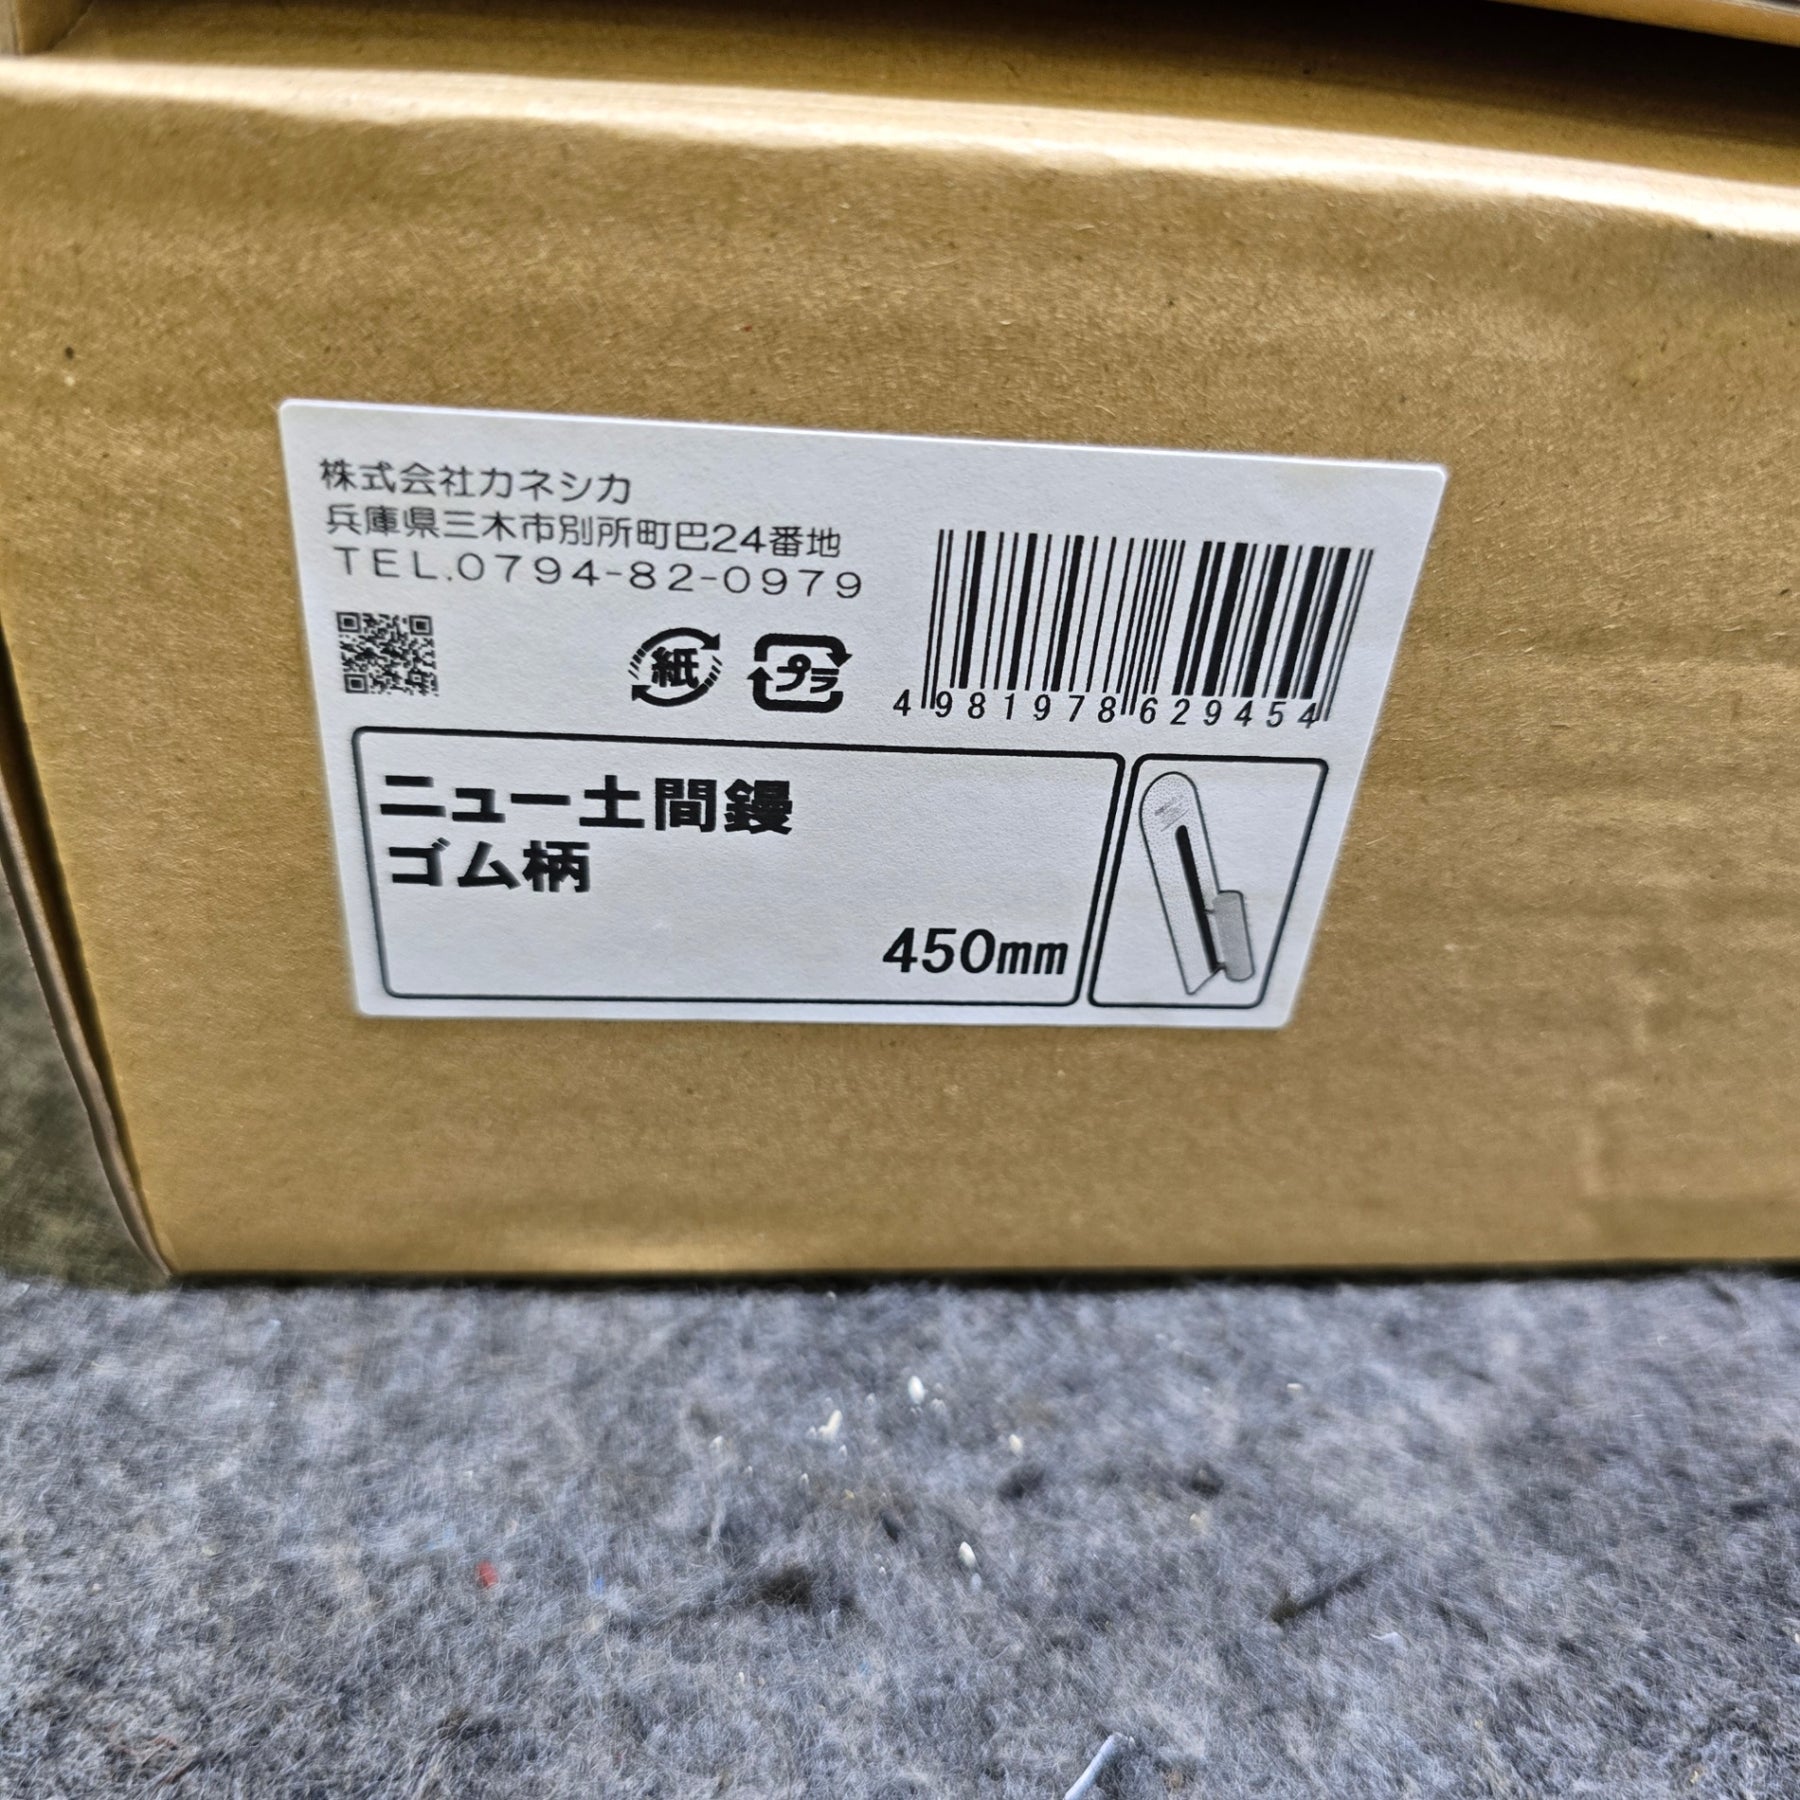 株式会社カネシカ
兵庫県三木市別所町巴24番地
TEL.0794-82-0979
紙
プラ
4981978629454
ニュー土間鏝
ゴム柄
450mm